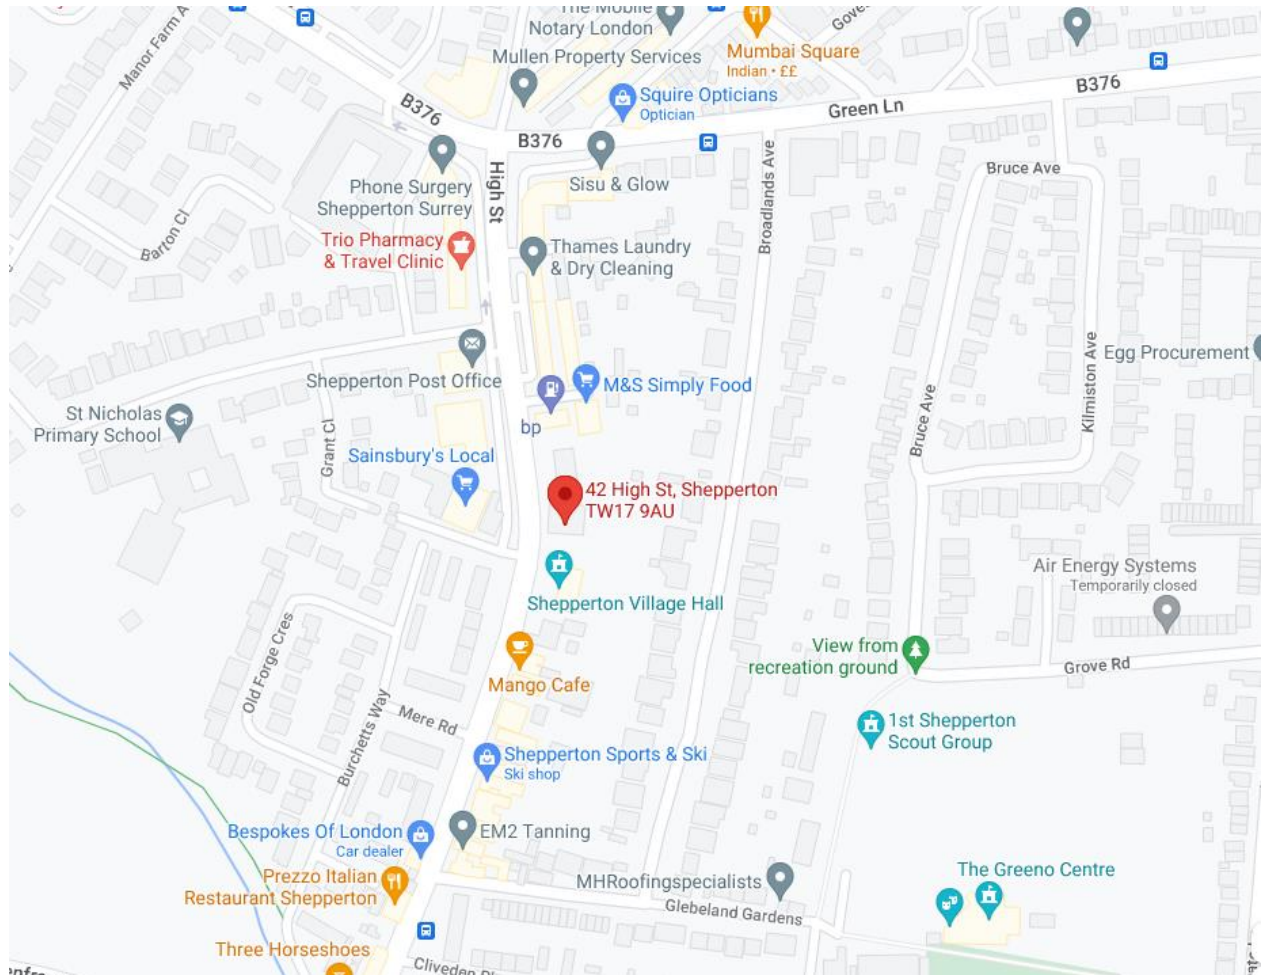 The Mobile
Notary London
Mullen Property Services
Mumbai Square
Indian • ££
Manor Farm A
B376
Squire Opticians
Optician
Green Ln
B376
B376
High St
Phone Surgery
Shepperton Surrey
Sisu & Glow
Broadlands Ave
Bruce Ave
Barton Cl
Trio Pharmacy
& Travel Clinic
Thames Laundry
& Dry Cleaning
Shepperton Post Office
M&S Simply Food
Egg Procurement
Kilmiston Ave
St Nicholas
Primary School
Grant Cl
bp
Bruce Ave
Sainsbury's Local
42 High St, Shepperton
TW17 9AU
Shepperton Village Hall
Air Energy Systems
Temporarily closed
Old Forge Cres
View from
recreation ground
Grove Rd
Mango Cafe
Mere Rd
1st Shepperton
Scout Group
Burchetts Way
Shepperton Sports & Ski
Ski shop
Bespokes Of London
Car dealer
EM2 Tanning
Prezzo Italian
Restaurant Shepperton
MHRoofingspecialists
The Greeno Centre
Glebeland Gardens
Three Horseshoes